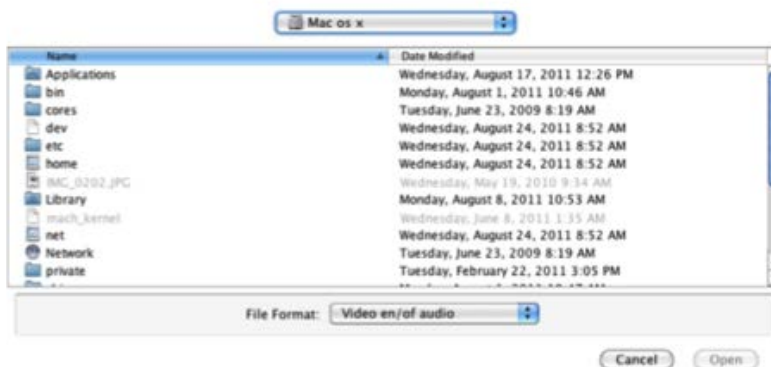 Mac os x
Name Date Modified
Applications Wednesday, August 17, 2011 12:26 PM
bin Monday, August 1, 2011 10:46 AM
cores Tuesday, June 23, 2009 8:19 AM
dev Wednesday, August 24, 2011 8:52 AM
etc Wednesday, August 24, 2011 8:52 AM
home Wednesday, August 24, 2011 8:52 AM
IMG_0202.JPG Wednesday, May 19, 2010 9:34 AM
Library Monday, August 8, 2011 10:53 AM
mach_kernel Wednesday, June 8, 2011 1:35 AM
net Wednesday, August 24, 2011 8:52 AM
Network Tuesday, June 23, 2009 8:19 AM
private Tuesday, February 22, 2011 3:05 PM
File Format: Video en/of audio
Cancel Open